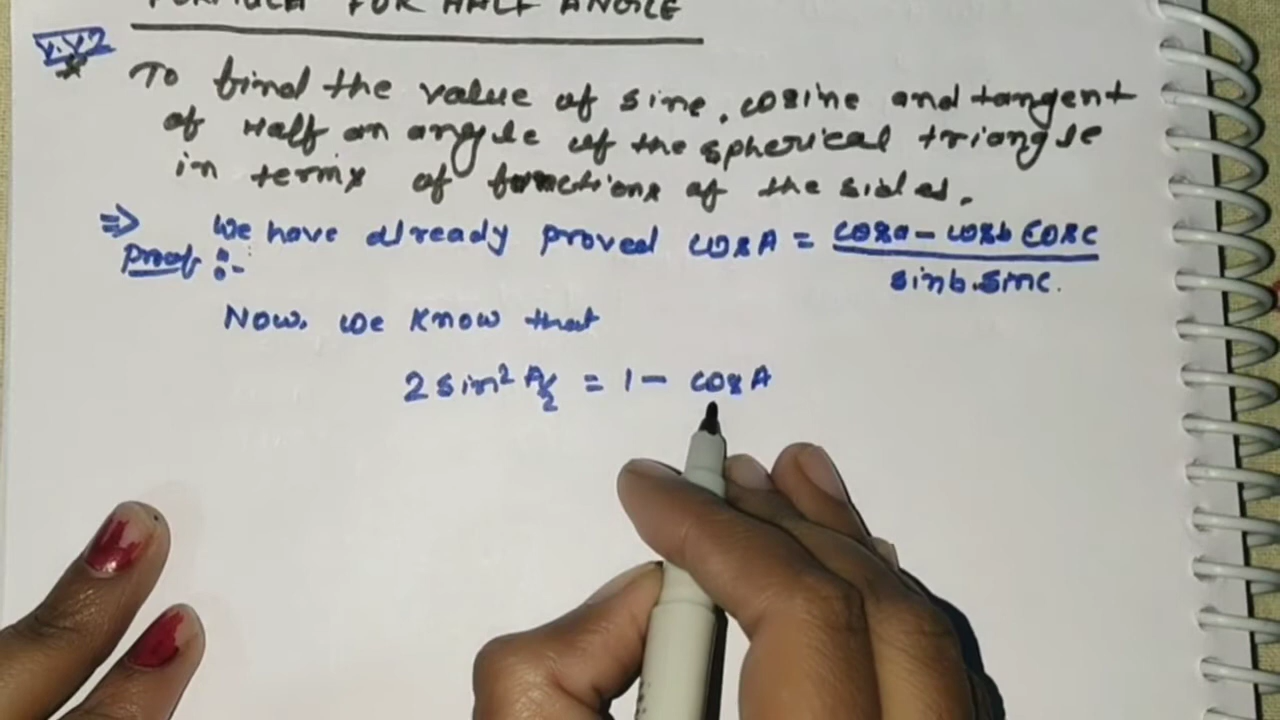 FORMULA FOR HALF ANGLE
V.V.I
* To find the value of sine, cosine and tangent
of Half an angle of the spherical triangle
in terms of functions of the sides.
⇒ We have already proved cosA = cosa - cosb cosc / sinb.sinc.
Proof :-
Now, we know that
2 sin² A/2 = 1 - cosA